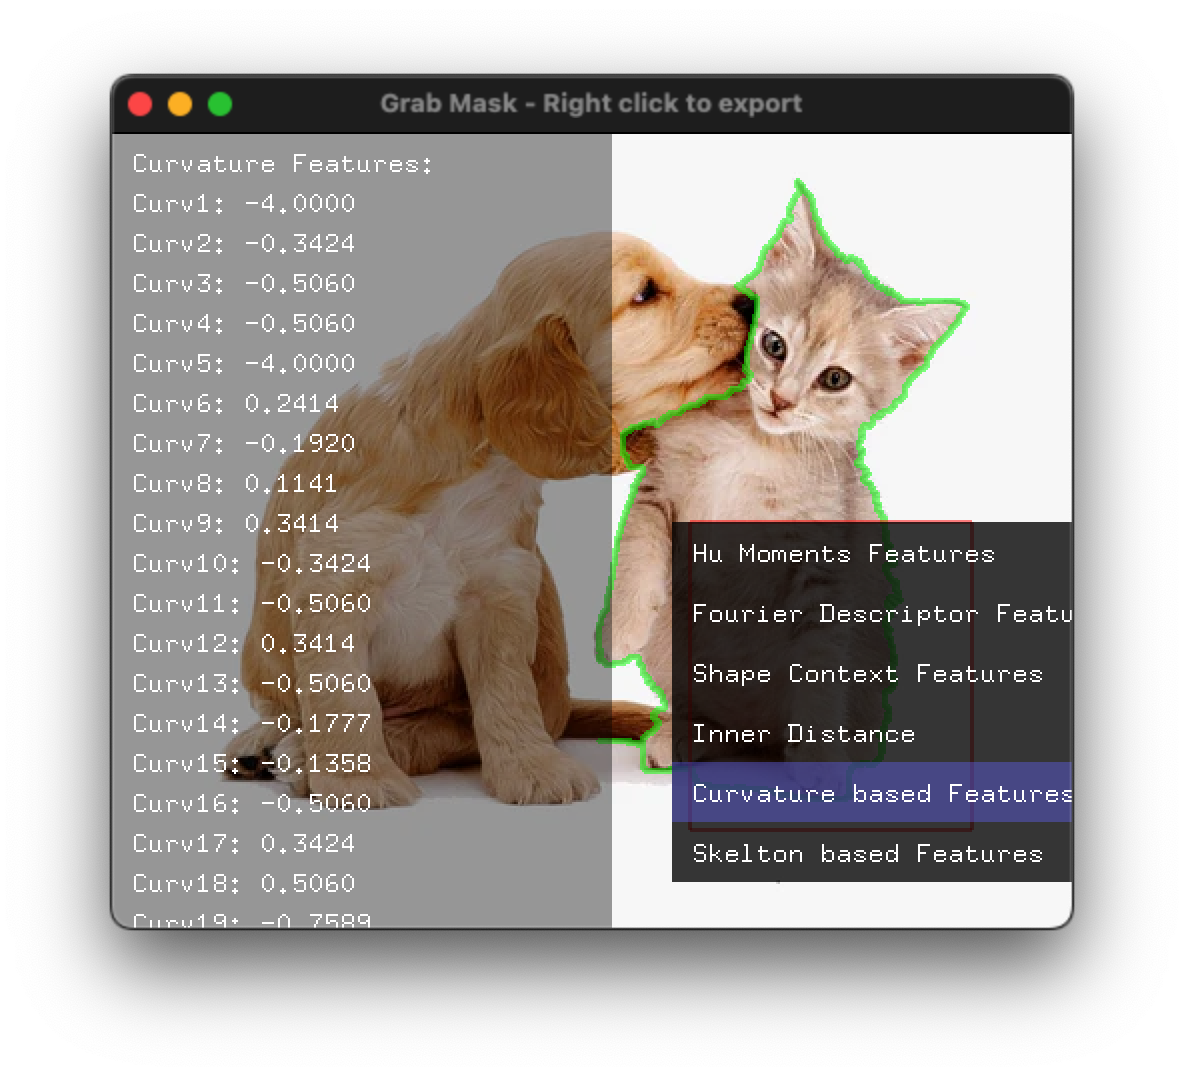 Grab Mask - Right click to export
Curvature Features:
Curv1: -4.0000
Curv2: -0.3424
Curv3: -0.5060
Curv4: -0.5060
Curv5: -4.0000
Curv6: 0.2414
Curv7: -0.1920
Curv8: 0.1141
Curv9: 0.3414
Curv10: -0.3424
Curv11: -0.5060
Curv12: 0.3414
Curv13: -0.5060
Curv14: -0.1777
Curv15: -0.1358
Curv16: -0.5060
Curv17: 0.3424
Curv18: 0.5060
Curv19: -0.7589
Hu Moments Features
Fourier Descriptor Featu
Shape Context Features
Inner Distance
Curvature based Features
Skelton based Features